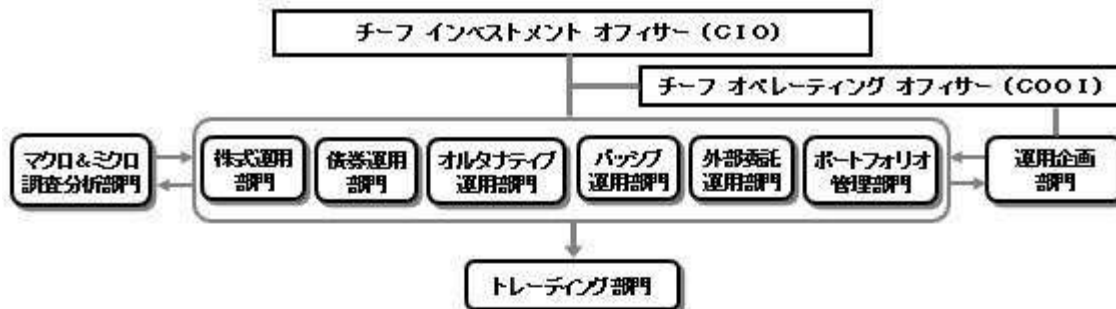 チーフ インベストメント オフィサー (CIO)
チーフ オペレーティング オフィサー (COOI)
マクロ&ミクロ
調査分析部門
株式運用
部門
債券運用
部門
オルタナティブ
運用部門
パッシブ
運用部門
外部委託
運用部門
ポートフォリオ
管理部門
運用企画
部門
トレーディング部門